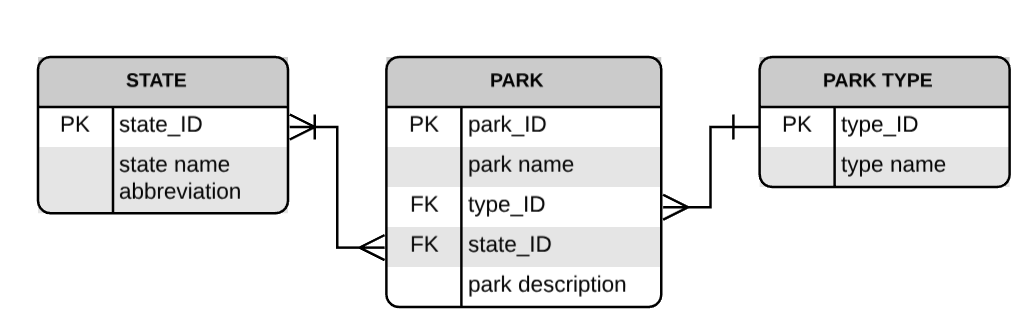 STATE
PK state_ID
state name
abbreviation
PARK
PK park_ID
park name
FK type_ID
FK state_ID
park description
PARK TYPE
PK type_ID
type name